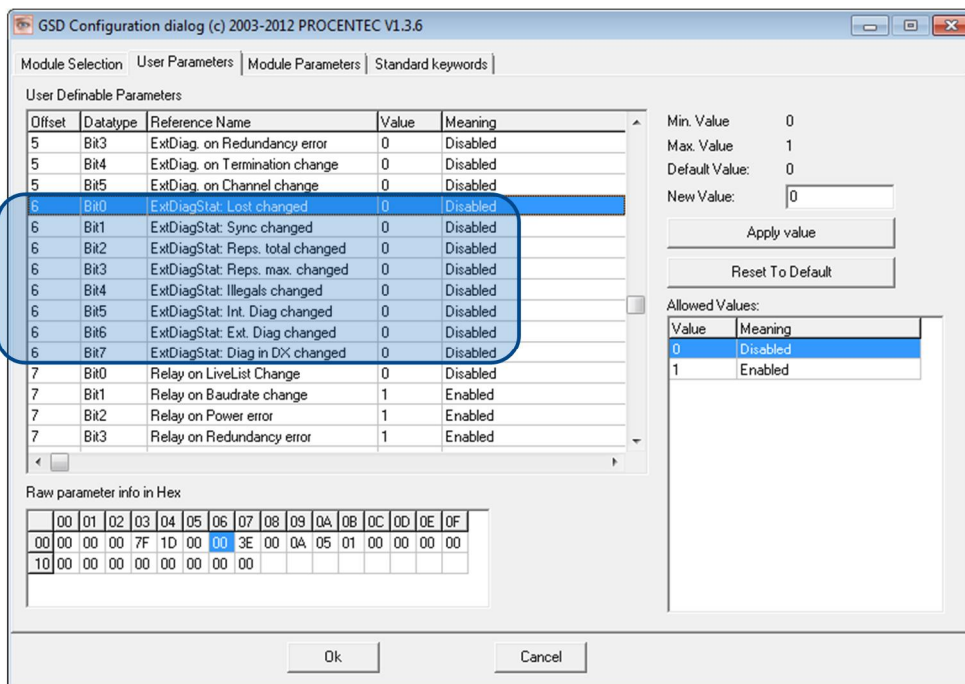 GSD Configuration dialog (c) 2003-2012 PROCENTEC V1.3.6
Module Selection User Parameters Module Parameters Standard keywords
User Definable Parameters
Offset Datatype Reference Name Value Meaning
5 Bit3 ExtDiag. on Redundancy error 0 Disabled
5 Bit4 ExtDiag. on Termination change 0 Disabled
5 Bit5 ExtDiag. on Channel change 0 Disabled
6 Bit0 ExtDiagStat: Lost changed 0 Disabled
6 Bit1 ExtDiagStat: Sync changed 0 Disabled
6 Bit2 ExtDiagStat: Reps. total changed 0 Disabled
6 Bit3 ExtDiagStat: Reps. max. changed 0 Disabled
6 Bit4 ExtDiagStat: Illegals changed 0 Disabled
6 Bit5 ExtDiagStat: Int. Diag changed 0 Disabled
6 Bit6 ExtDiagStat: Ext. Diag changed 0 Disabled
6 Bit7 ExtDiagStat: Diag in DX changed 0 Disabled
7 Bit0 Relay on LiveList Change 0 Disabled
7 Bit1 Relay on Baudrate change 1 Enabled
7 Bit2 Relay on Power error 1 Enabled
7 Bit3 Relay on Redundancy error 1 Enabled
Min. Value 0
Max. Value 1
Default Value: 0
New Value: 0
Apply value
Reset To Default
Allowed Values:
Value Meaning
0 Disabled
1 Enabled
Raw parameter info in Hex
00 01 02 03 04 05 06 07 08 09 0A 0B 0C 0D 0E 0F
00 00 00 00 7F 1D 00 00 3E 00 0A 05 01 00 00 00 00
10 00 00 00 00 00 00 00 00
Ok Cancel